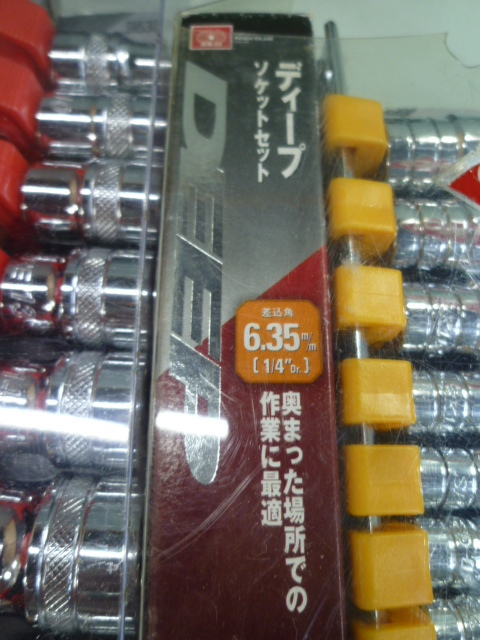 ディープ
ソケットセット
DEEP
差込角
6.35m/m
[1/4"Dr.]
奥まった場所での
作業に最適